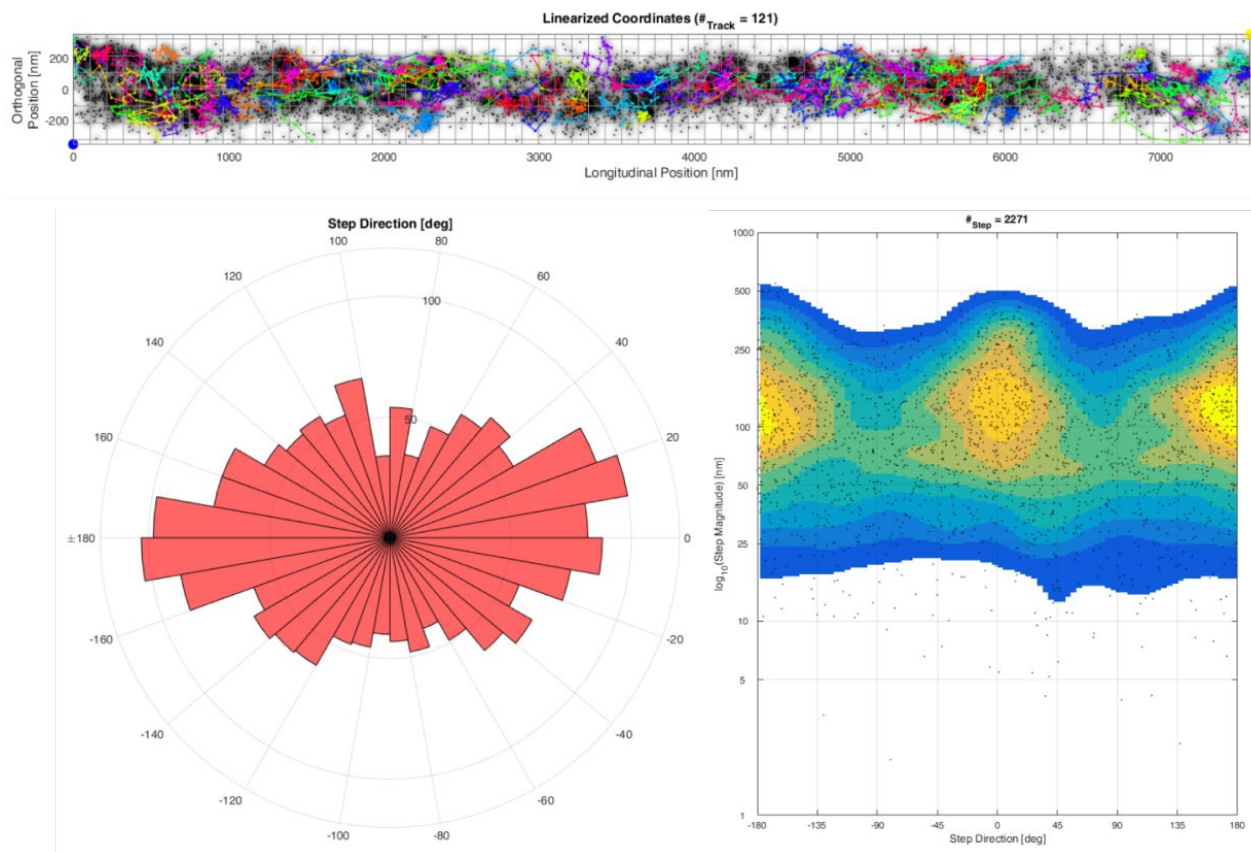 Linearized Coordinates (#Track = 121)
Orthogonal
Position [nm]
200
0
-200
0 1000 2000 3000 4000 5000 6000 7000
Longitudinal Position [nm]
Step Direction [deg]
100 80
120 60
100
140 40
50
160 20
±180 0
-160 -20
-140 -40
-120 -60
-100 -80
#Step = 2271
log10(Step Magnitude) [nm]
1000
500
250
100
50
25
10
5
1
-180 -135 -90 -45 0 45 90 135 180
Step Direction [deg]